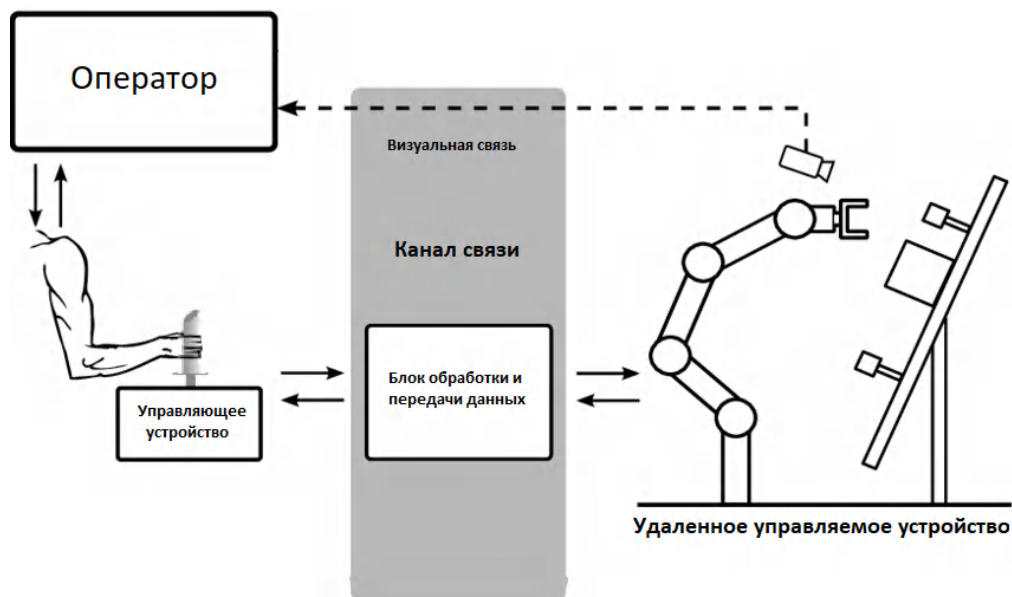 Оператор
Визуальная связь
Канал связи
Блок обработки и
передачи данных
Управляющее
устройство
Удаленное управляемое устройство